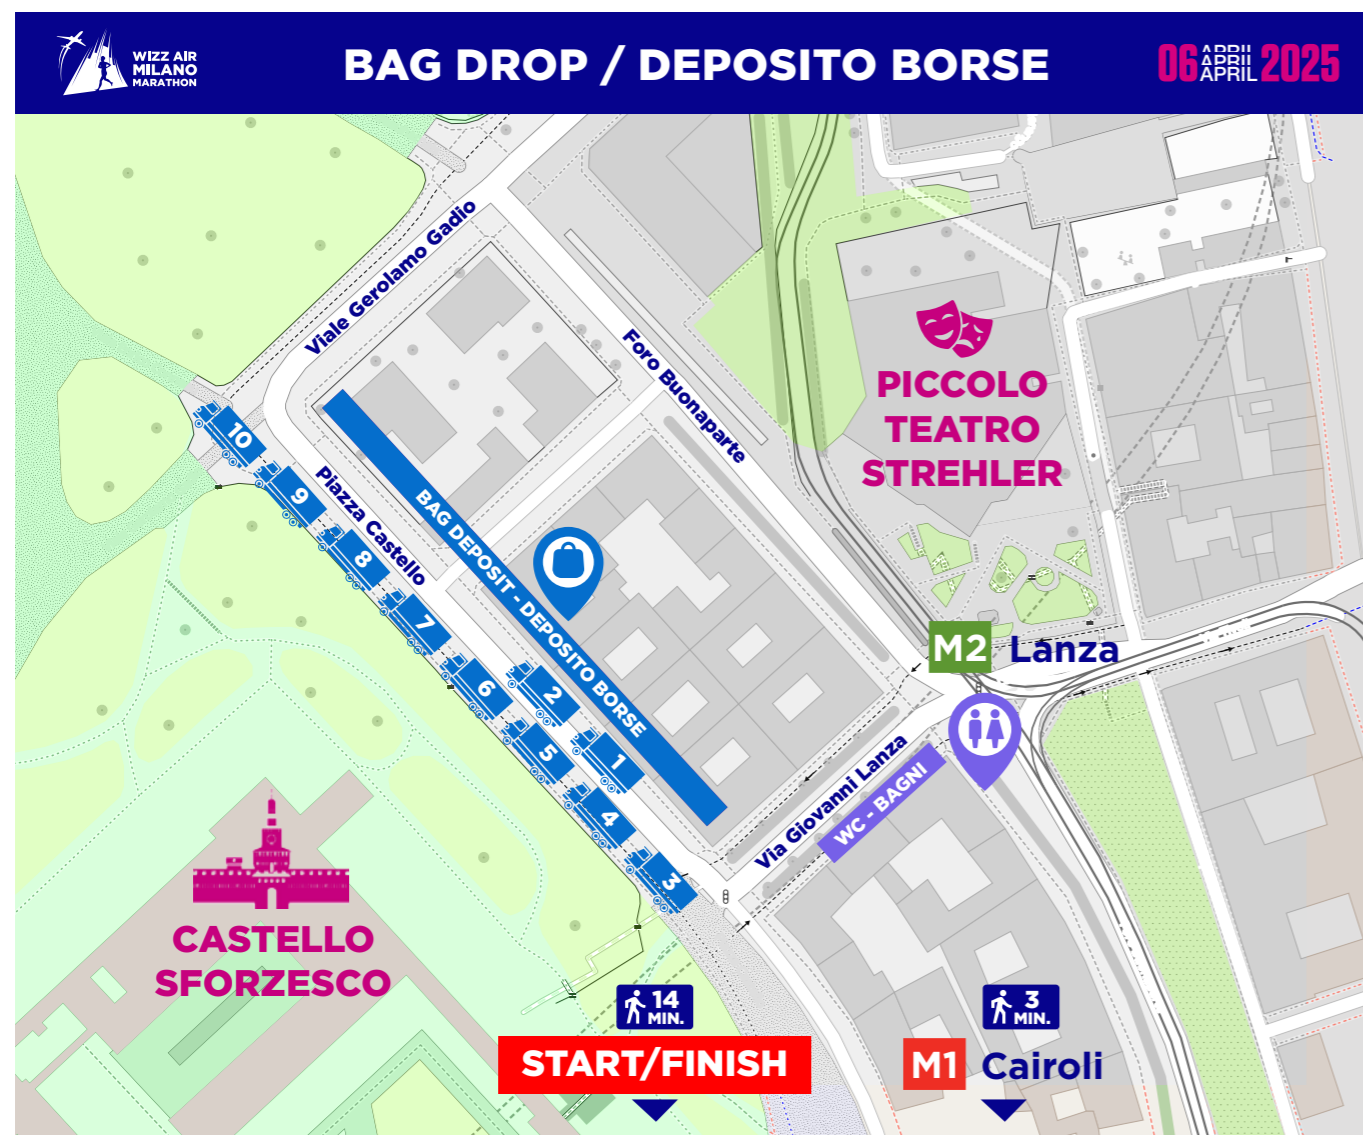 WIZZ AIR
MILANO
MARATHON
BAG DROP / DEPOSITO BORSE
06 APRIL APRIL 2025
Viale Gerolamo Gadio
Foro Buonaparte
PICCOLO
TEATRO
STREHLER
10
9
8
7
6
5
4
3
2
1
Piazza Castello
BAG DEPOSIT - DEPOSITO BORSE
M2 Lanza
Via Giovanni Lanza
WC - BAGNI
CASTELLO
SFORZESCO
14
MIN.
START/FINISH
3
MIN.
M1 Cairoli